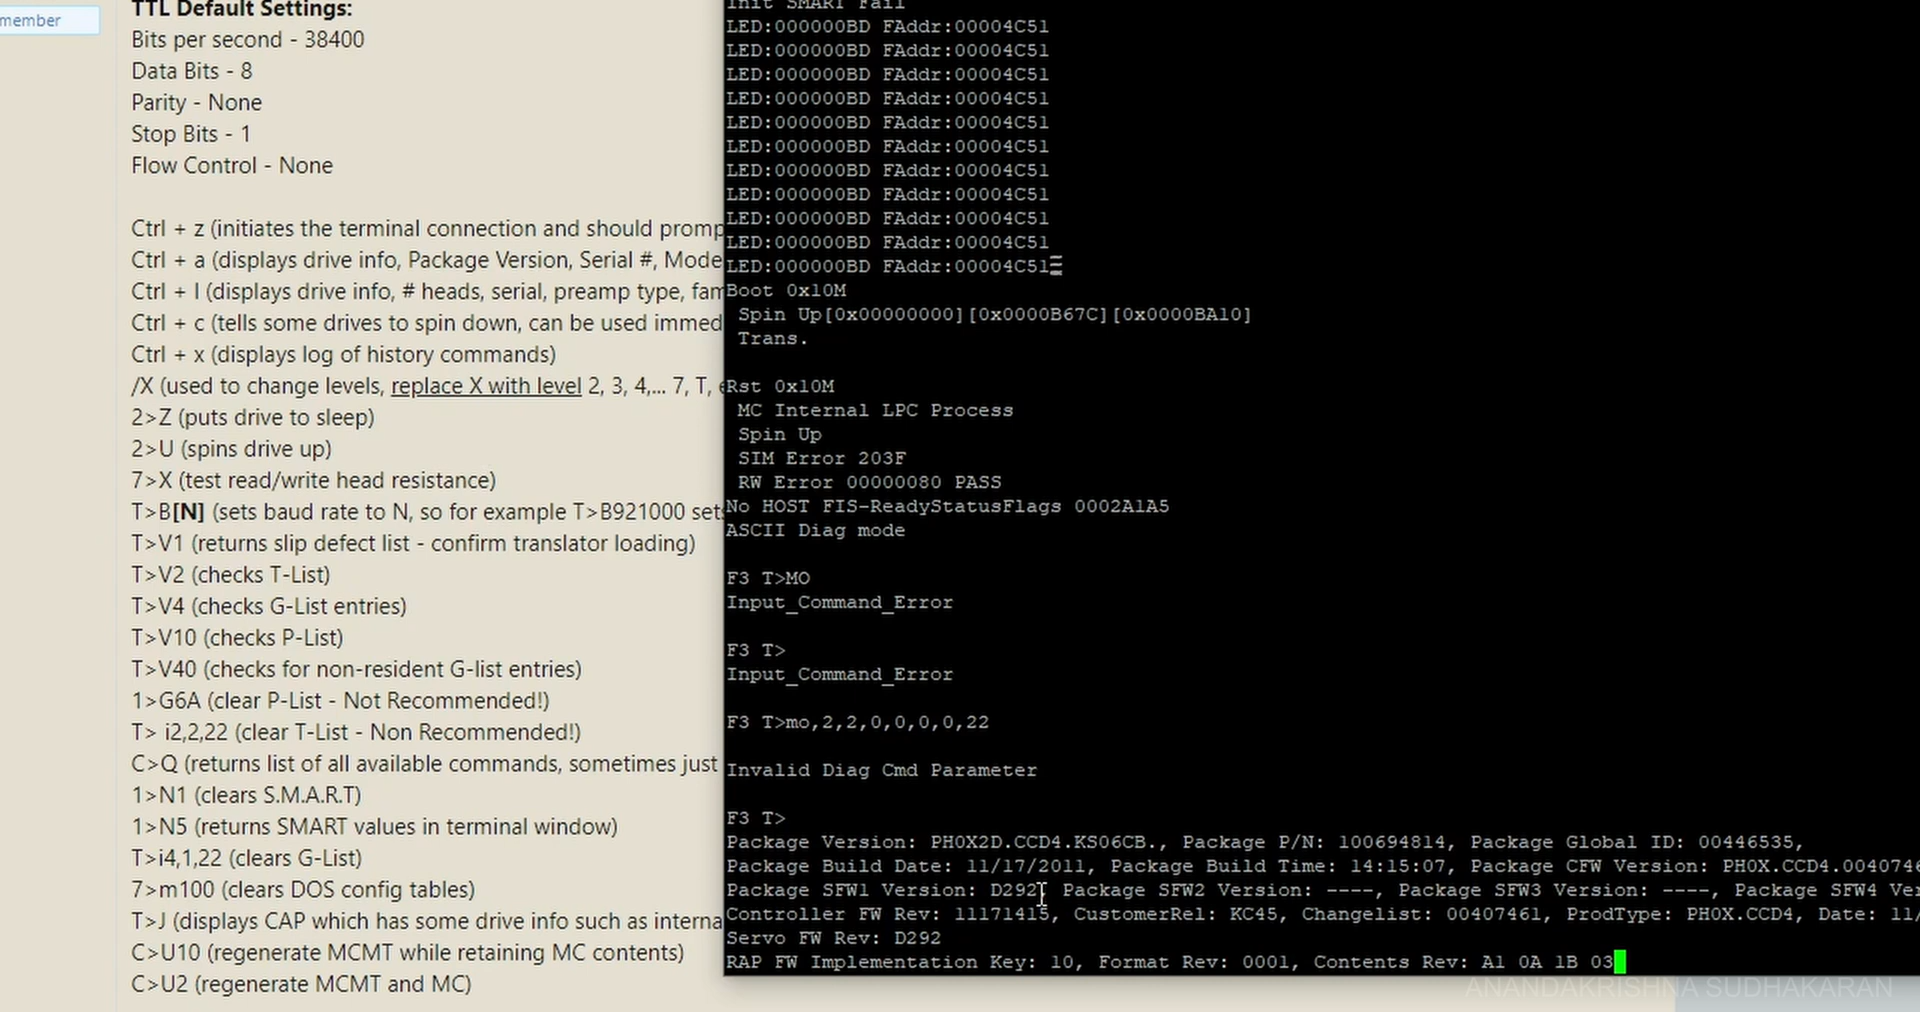 member
TTL Default Settings:
Bits per second - 38400
Data Bits - 8
Parity - None
Stop Bits - 1
Flow Control - None
Ctrl + z (initiates the terminal connection and should promp
Ctrl + a (displays drive info, Package Version, Serial #, Mode
Ctrl + l (displays drive info, # heads, serial, preamp type, fam
Ctrl + c (tells some drives to spin down, can be used immed
Ctrl + x (displays log of history commands)
/X (used to change levels, replace X with level 2, 3, 4,... 7, T, e
2>Z (puts drive to sleep)
2>U (spins drive up)
7>X (test read/write head resistance)
T>B[N] (sets baud rate to N, so for example T>B921000 sets
T>V1 (returns slip defect list - confirm translator loading)
T>V2 (checks T-List)
T>V4 (checks G-List entries)
T>V10 (checks P-List)
T>V40 (checks for non-resident G-list entries)
1>G6A (clear P-List - Not Recommended!)
T> i2,2,22 (clear T-List - Non Recommended!)
C>Q (returns list of all available commands, sometimes just
1>N1 (clears S.M.A.R.T)
1>N5 (returns SMART values in terminal window)
T>i4,1,22 (clears G-List)
7>m100 (clears DOS config tables)
T>J (displays CAP which has some drive info such as interna
C>U10 (regenerate MCMT while retaining MC contents)
C>U2 (regenerate MCMT and MC)
Init SMART Fail
LED:000000BD FAddr:00004C51
LED:000000BD FAddr:00004C51
LED:000000BD FAddr:00004C51
LED:000000BD FAddr:00004C51
LED:000000BD FAddr:00004C51
LED:000000BD FAddr:00004C51
LED:000000BD FAddr:00004C51
LED:000000BD FAddr:00004C51
LED:000000BD FAddr:00004C51
LED:000000BD FAddr:00004C51
LED:000000BD FAddr:00004C51
Boot 0x10M
Spin Up[0x00000000][0x0000B67C][0x0000BA10]
Trans.
Rst 0x10M
MC Internal LPC Process
Spin Up
SIM Error 203F
RW Error 00000080 PASS
No HOST FIS-ReadyStatusFlags 0002A1A5
ASCII Diag mode
F3 T>MO
Input_Command_Error
F3 T>
Input_Command_Error
F3 T>mo,2,2,0,0,0,0,22
Invalid Diag Cmd Parameter
F3 T>
Package Version: PH0X2D.CCD4.KS06CB., Package P/N: 100694814, Package Global ID: 00446535,
Package Build Date: 11/17/2011, Package Build Time: 14:15:07, Package CFW Version: PH0X.CCD4.0040746
Package SFW1 Version: D292, Package SFW2 Version: ----, Package SFW3 Version: ----, Package SFW4 Ver
Controller FW Rev: 11171415, CustomerRel: KC45, Changelist: 00407461, ProdType: PH0X.CCD4, Date: 11/
Servo FW Rev: D292
RAP FW Implementation Key: 10, Format Rev: 0001, Contents Rev: A1 0A 1B 03
ANANDAKRISHNA SUDHAKARAN